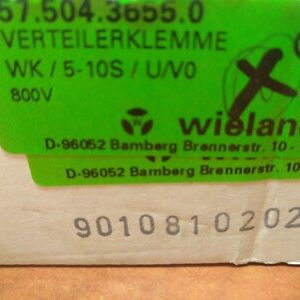 57.504.3655.0
VERTEILERKLEMME
WK / 5-10S / U/V0
800V
wielan
D-96052 Bamberg Brennerstr. 10 -
D-96052 Bamberg Brennerstr. 10 -
9010810202